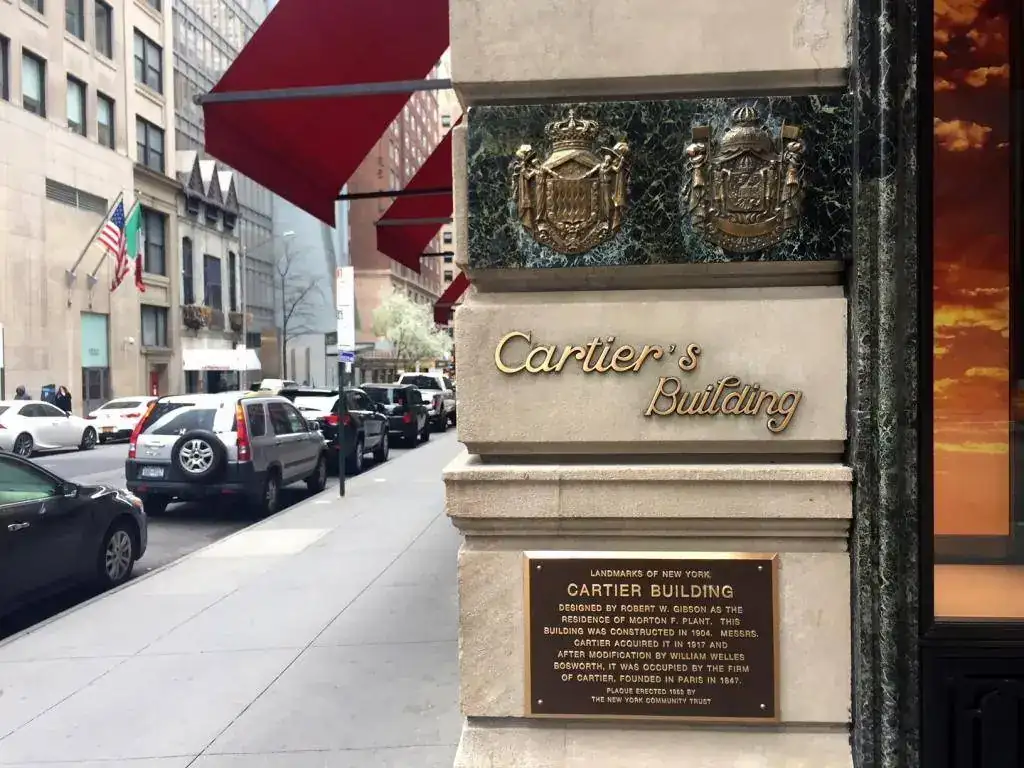 Cartier's
Building
LANDMARKS OF NEW YORK
CARTIER BUILDING
DESIGNED BY ROBERT W. GIBSON AS THE
RESIDENCE OF MORTON F. PLANT. THIS
BUILDING WAS CONSTRUCTED IN 1904. MESSRS.
CARTIER ACQUIRED IT IN 1917 AND
AFTER MODIFICATION BY WILLIAM WELLES
BOSWORTH, IT WAS OCCUPIED BY THE FIRM
OF CARTIER, FOUNDED IN PARIS IN 1847.
PLAQUE ERECTED BY
THE NEW YORK COMMUNITY TRUST